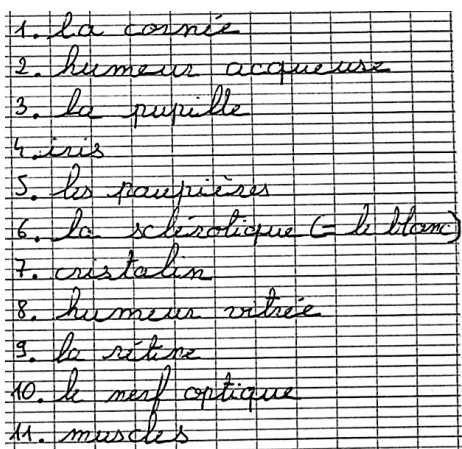 1. la cornée
2. humeur acqueuse
3. la pupille
4. iris
5. les paupières
6. la sclérotique (= le blanc)
7. cristalin
8. humeur vitrée
9. la rétine
10. le nerf optique
11. muscles